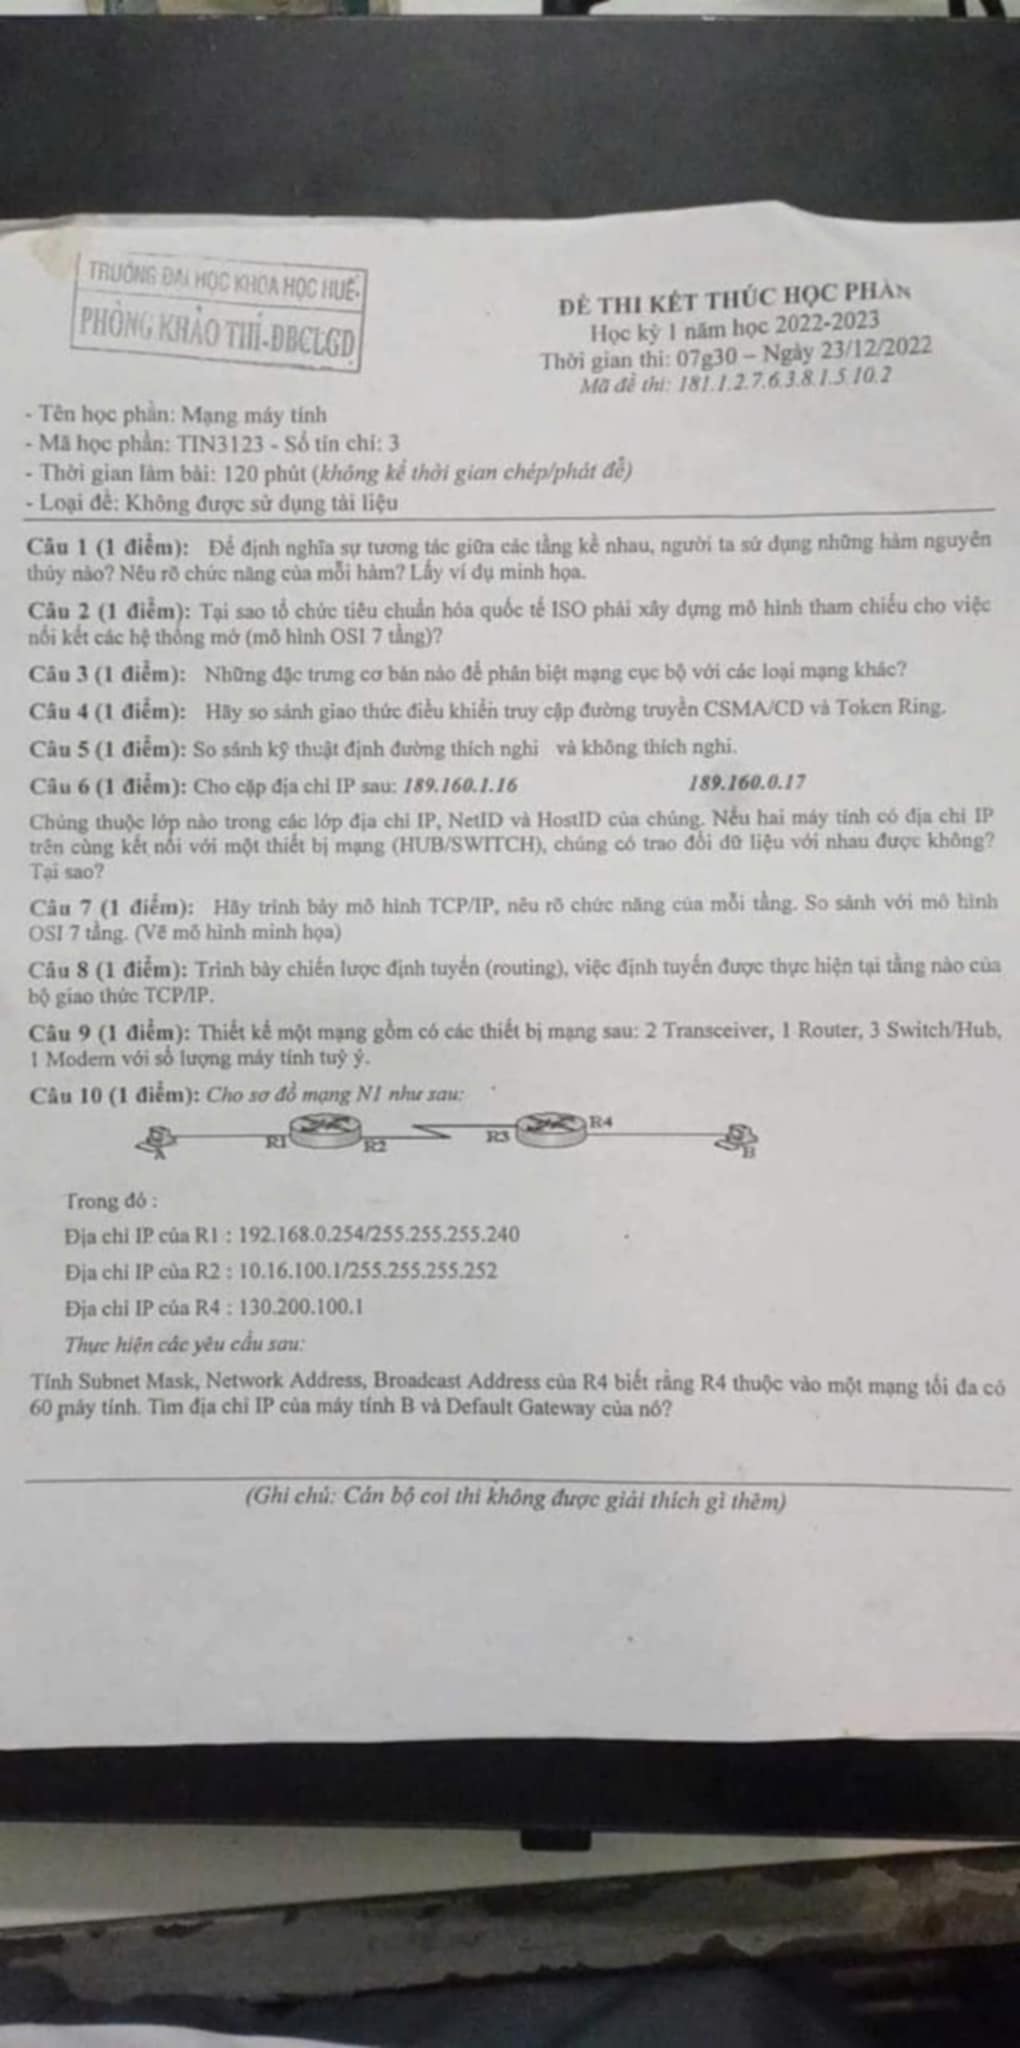 TRƯỜNG ĐẠI HỌC KHOA HỌC HUẾ
PHÒNG KHẢO THÍ-ĐBCLGD
ĐỀ THI KẾT THÚC HỌC PHẦN
Học kỳ 1 năm học 2022-2023
Thời gian thi: 07g30 – Ngày 23/12/2022
Mã đề thi: 181.1.2.7.6.3.8.1.5.10.2
- Tên học phần: Mạng máy tính
- Mã học phần: TIN3123 - Số tín chỉ: 3
- Thời gian làm bài: 120 phút (không kể thời gian chép/phát đề)
- Loại đề: Không được sử dụng tài liệu
Câu 1 (1 điểm): Để định nghĩa sự tương tác giữa các tầng kề nhau, người ta sử dụng những hàm nguyên
thủy nào? Nêu rõ chức năng của mỗi hàm? Lấy ví dụ minh họa.
Câu 2 (1 điểm): Tại sao tổ chức tiêu chuẩn hóa quốc tế ISO phải xây dựng mô hình tham chiếu cho việc
nối kết các hệ thống mở (mô hình OSI 7 tầng)?
Câu 3 (1 điểm): Những đặc trưng cơ bản nào để phân biệt mạng cục bộ với các loại mạng khác?
Câu 4 (1 điểm): Hãy so sánh giao thức điều khiển truy cập đường truyền CSMA/CD và Token Ring.
Câu 5 (1 điểm): So sánh kỹ thuật định đường thích nghi và không thích nghi.
Câu 6 (1 điểm): Cho cặp địa chỉ IP sau: 189.160.1.16 189.160.0.17
Chúng thuộc lớp nào trong các lớp địa chỉ IP, NetID và HostID của chúng. Nếu hai máy tính có địa chỉ IP
trên cùng kết nối với một thiết bị mạng (HUB/SWITCH), chúng có trao đổi dữ liệu với nhau được không?
Tại sao?
Câu 7 (1 điểm): Hãy trình bày mô hình TCP/IP, nêu rõ chức năng của mỗi tầng. So sánh với mô hình
OSI 7 tầng. (Vẽ mô hình minh họa)
Câu 8 (1 điểm): Trình bày chiến lược định tuyến (routing), việc định tuyến được thực hiện tại tầng nào của
bộ giao thức TCP/IP.
Câu 9 (1 điểm): Thiết kế một mạng gồm có các thiết bị mạng sau: 2 Transceiver, 1 Router, 3 Switch/Hub,
1 Modem với số lượng máy tính tuỳ ý.
Câu 10 (1 điểm): Cho sơ đồ mạng N1 như sau:
A R1 R2 R3 R4 B
Trong đó :
Địa chỉ IP của R1 : 192.168.0.254/255.255.255.240
Địa chỉ IP của R2 : 10.16.100.1/255.255.255.252
Địa chỉ IP của R4 : 130.200.100.1
Thực hiện các yêu cầu sau:
Tính Subnet Mask, Network Address, Broadcast Address của R4 biết rằng R4 thuộc vào một mạng tối đa có
60 máy tính. Tìm địa chỉ IP của máy tính B và Default Gateway của nó?
(Ghi chú: Cán bộ coi thi không được giải thích gì thêm)